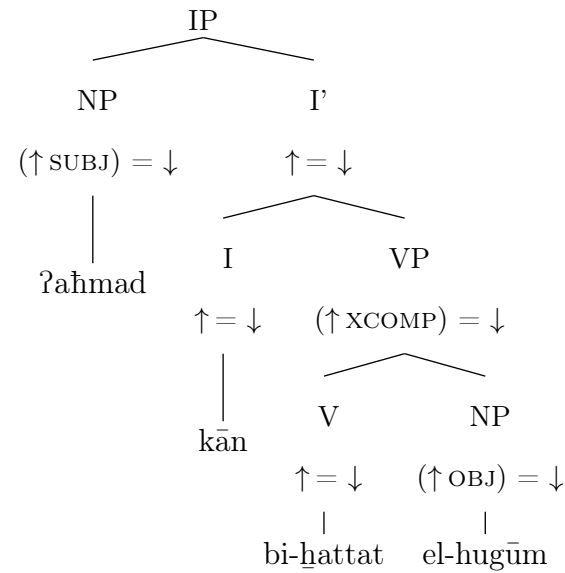 IP
NP I'
(↑ SUBJ) = ↓ ↑ = ↓
I VP
ʔaħmad
↑ = ↓ (↑ XCOMP) = ↓
V NP
kān
↑ = ↓ (↑ OBJ) = ↓
bi-ẖattat el-hugūm